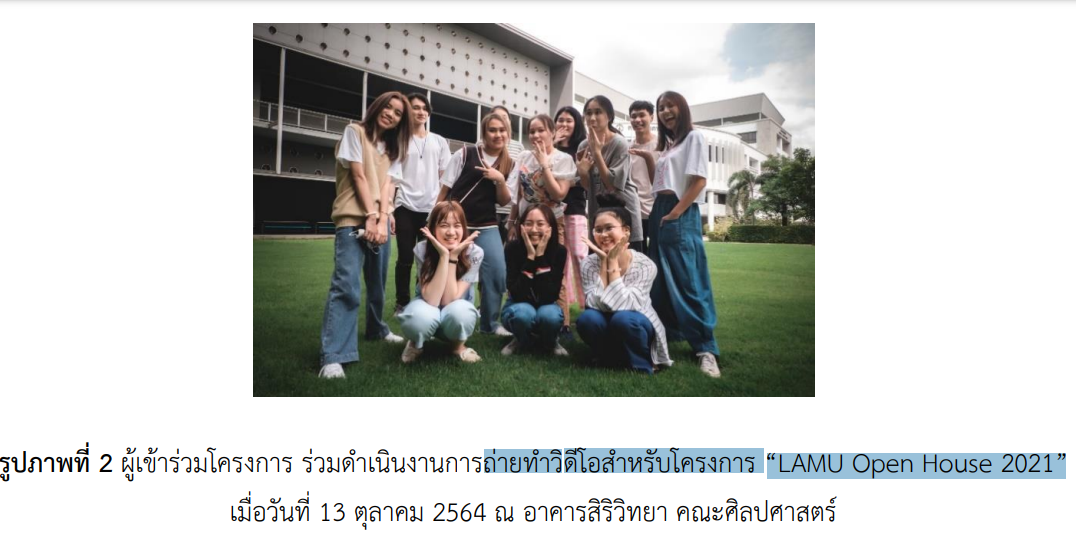 รูปภาพที่ 2 ผู้เข้าร่วมโครงการ ร่วมดำเนินงานการถ่ายทำวิดีโอสำหรับโครงการ “LAMU Open House 2021”
เมื่อวันที่ 13 ตุลาคม 2564 ณ อาคารสิริวิทยา คณะศิลปศาสตร์